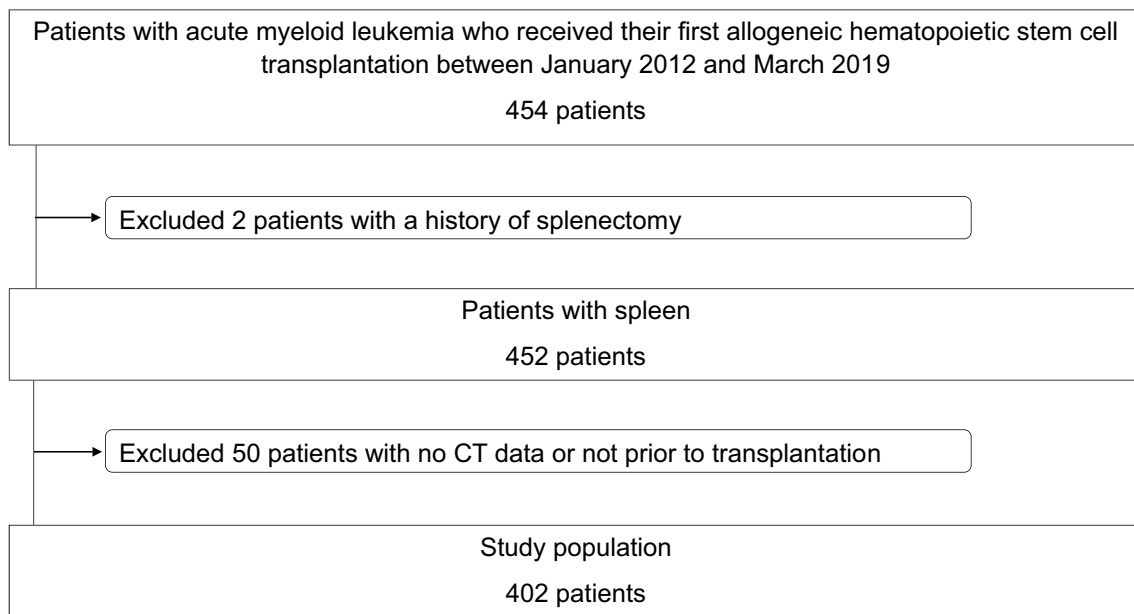 Patients with acute myeloid leukemia who received their first allogeneic hematopoietic stem cell
transplantation between January 2012 and March 2019
454 patients
Excluded 2 patients with a history of splenectomy
Patients with spleen
452 patients
Excluded 50 patients with no CT data or not prior to transplantation
Study population
402 patients